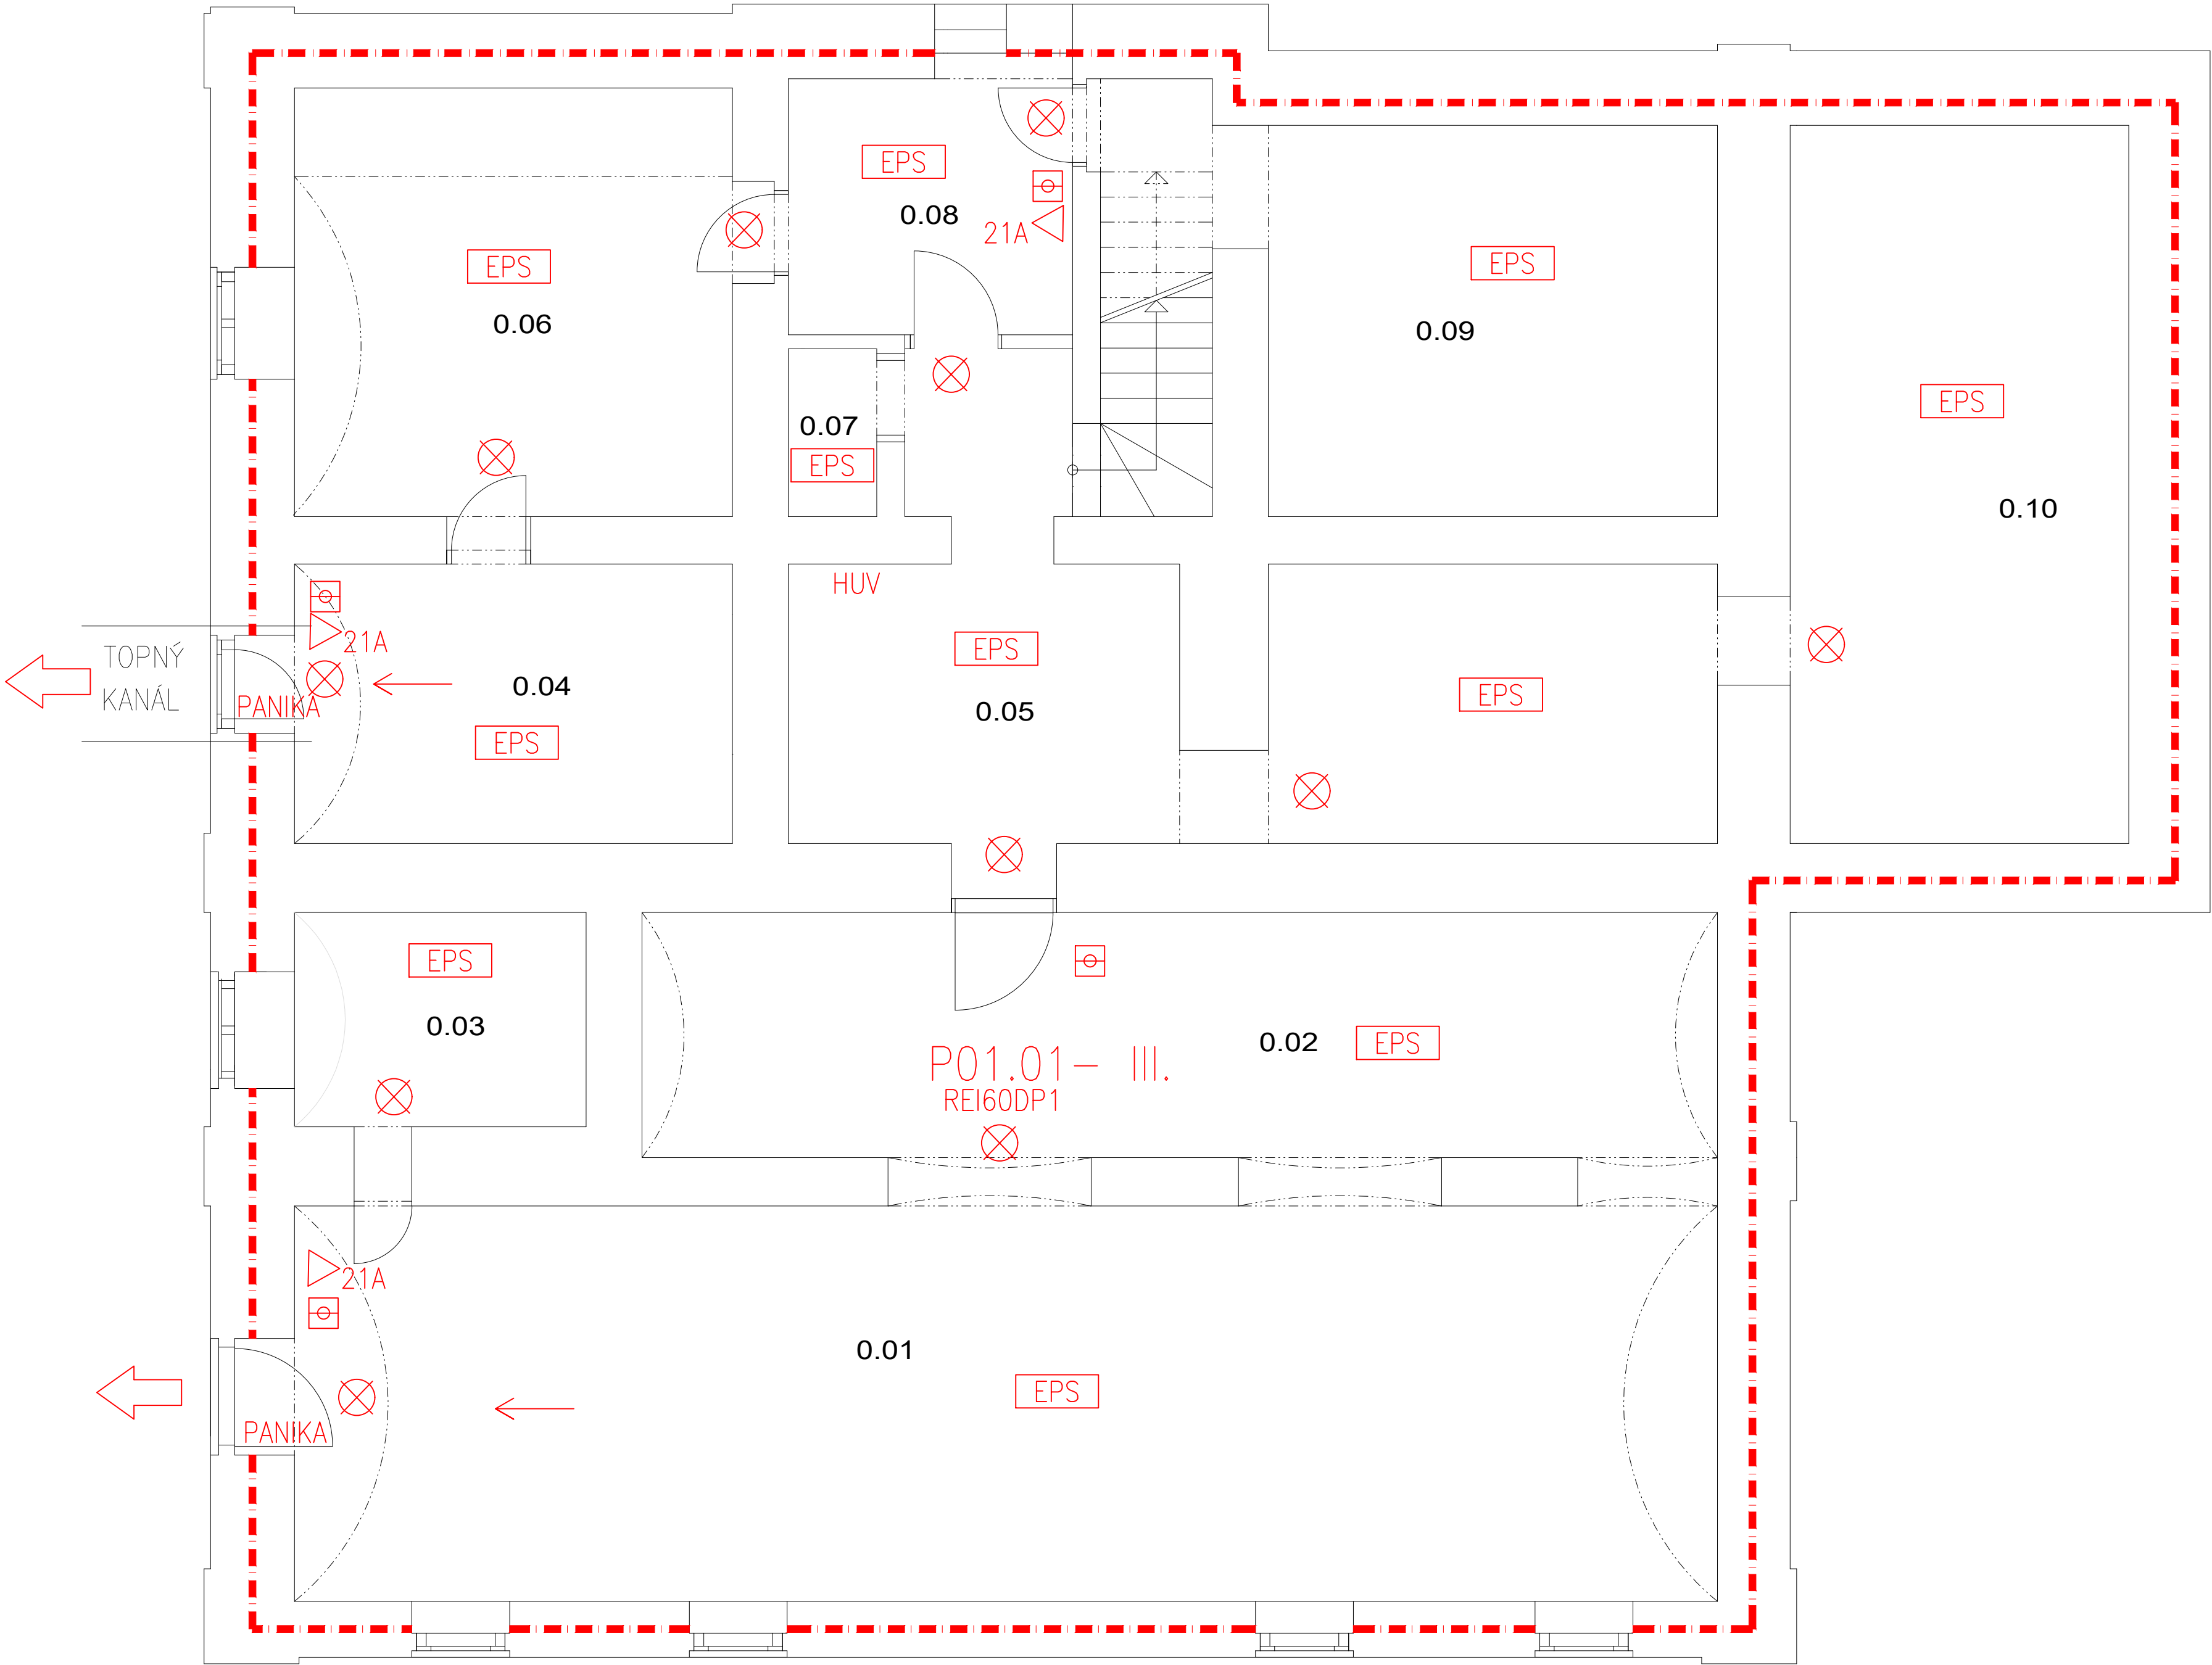 EPS
0.08
21A
EPS
0.06
EPS
0.09
EPS
0.10
0.07
EPS
HUV
EPS
0.05
TOPNÝ
KANÁL
21A
PANIKA
0.04
EPS
EPS
EPS
0.03
0.02
EPS
P01.01- III.
REI60DP1
21A
0.01
EPS
PANIKA